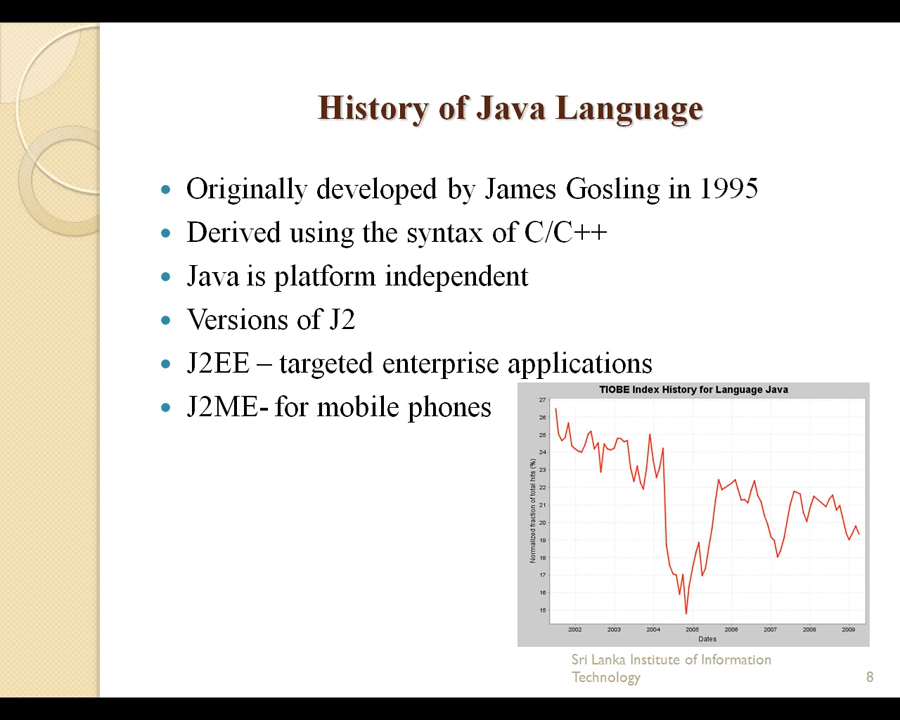 History of Java Language
Originally developed by James Gosling in 1995
Derived using the syntax of C/C++
Java is platform independent
Versions of J2
J2EE – targeted enterprise applications
J2ME- for mobile phones
TIOBE Index History for Language Java
27
26
25
24
23
22
21
20
19
18
17
16
15
Normalized fraction of total hits (%)
2002 2003 2004 2005 2006 2007 2008 2009
Dates
Sri Lanka Institute of Information
Technology
8